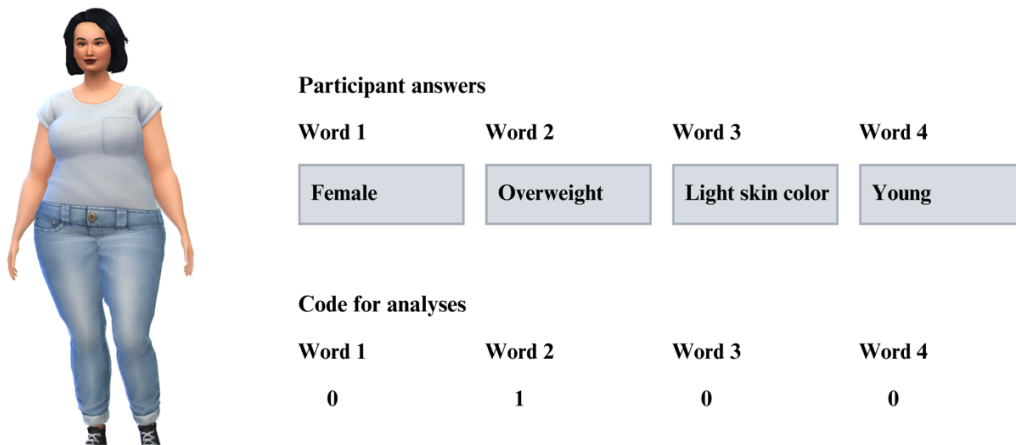 Participant answers
Word 1 Word 2 Word 3 Word 4
Female Overweight Light skin color Young
Code for analyses
Word 1 Word 2 Word 3 Word 4
0 1 0 0